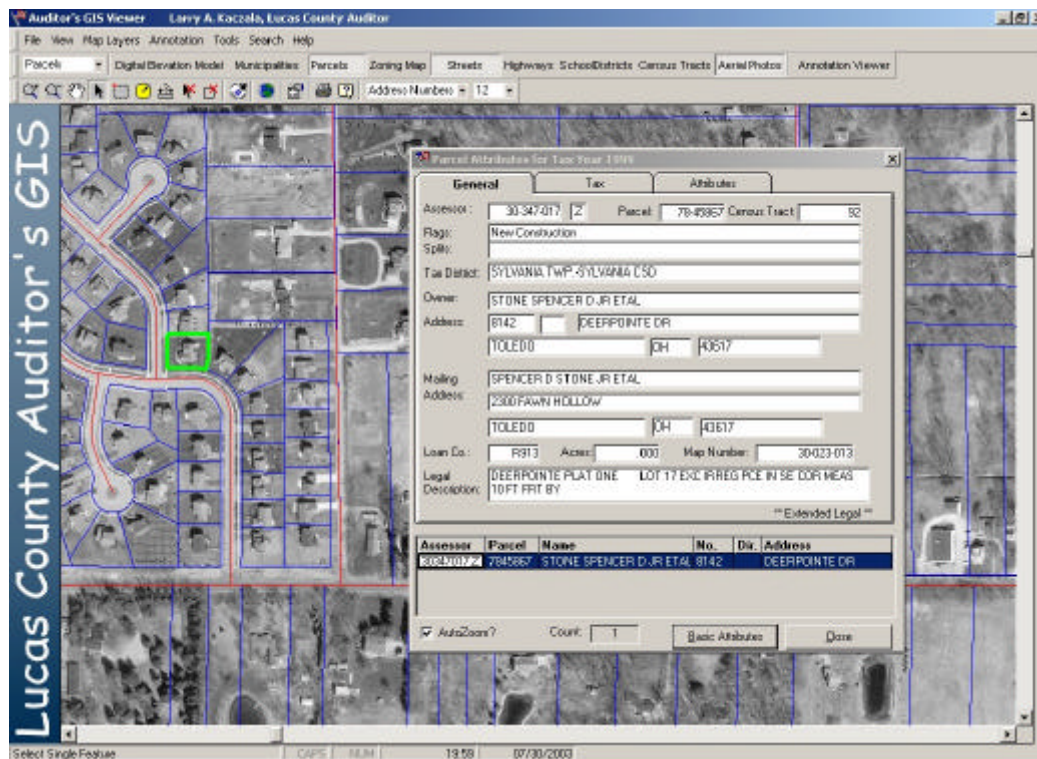 Auditor's GIS Viewer Larry A. Kaczala, Lucas County Auditor
File View Map Layers Annotation Tools Search Help
Parcels Digital Elevation Model Municipalities Parcels Zoning Map Streets Highways School Districts Census Tracts Aerial Photos Annotation Viewer
Address Numbers 12
Lucas County Auditor's GIS
Parcel Attributes for Tax Year 1999
General Tax Attributes
Assessor: 30-347-017 Z Parcel: 78-45867 Census Tract: 92
Flags: New Construction
Splits:
Tax District: SYLVANIA TWP.-SYLVANIA CSD
Owner: STONE SPENCER D JR ETAL
Address: 8142 DEERPOINTE DR
TOLEDO OH 43617
Mailing Address: SPENCER D STONE JR ETAL
2300 FAWN HOLLOW
TOLEDO OH 43617
Loan Co.: R913 Acres: .000 Map Number: 30-023-013
Legal Description: DEERPOINTE PLAT ONE LOT 17 EXC IRREG PCE IN SE COR MEAS
10 FT FRT BY
** Extended Legal **
Assessor Parcel Name No. Dir. Address
30347017 Z 7845867 STONE SPENCER D JR ETAL 8142 DEERPOINTE DR
AutoZoom? Count: 1 Basic Attributes Done
Select Single Feature CAPS NUM 19:59 07/30/2003